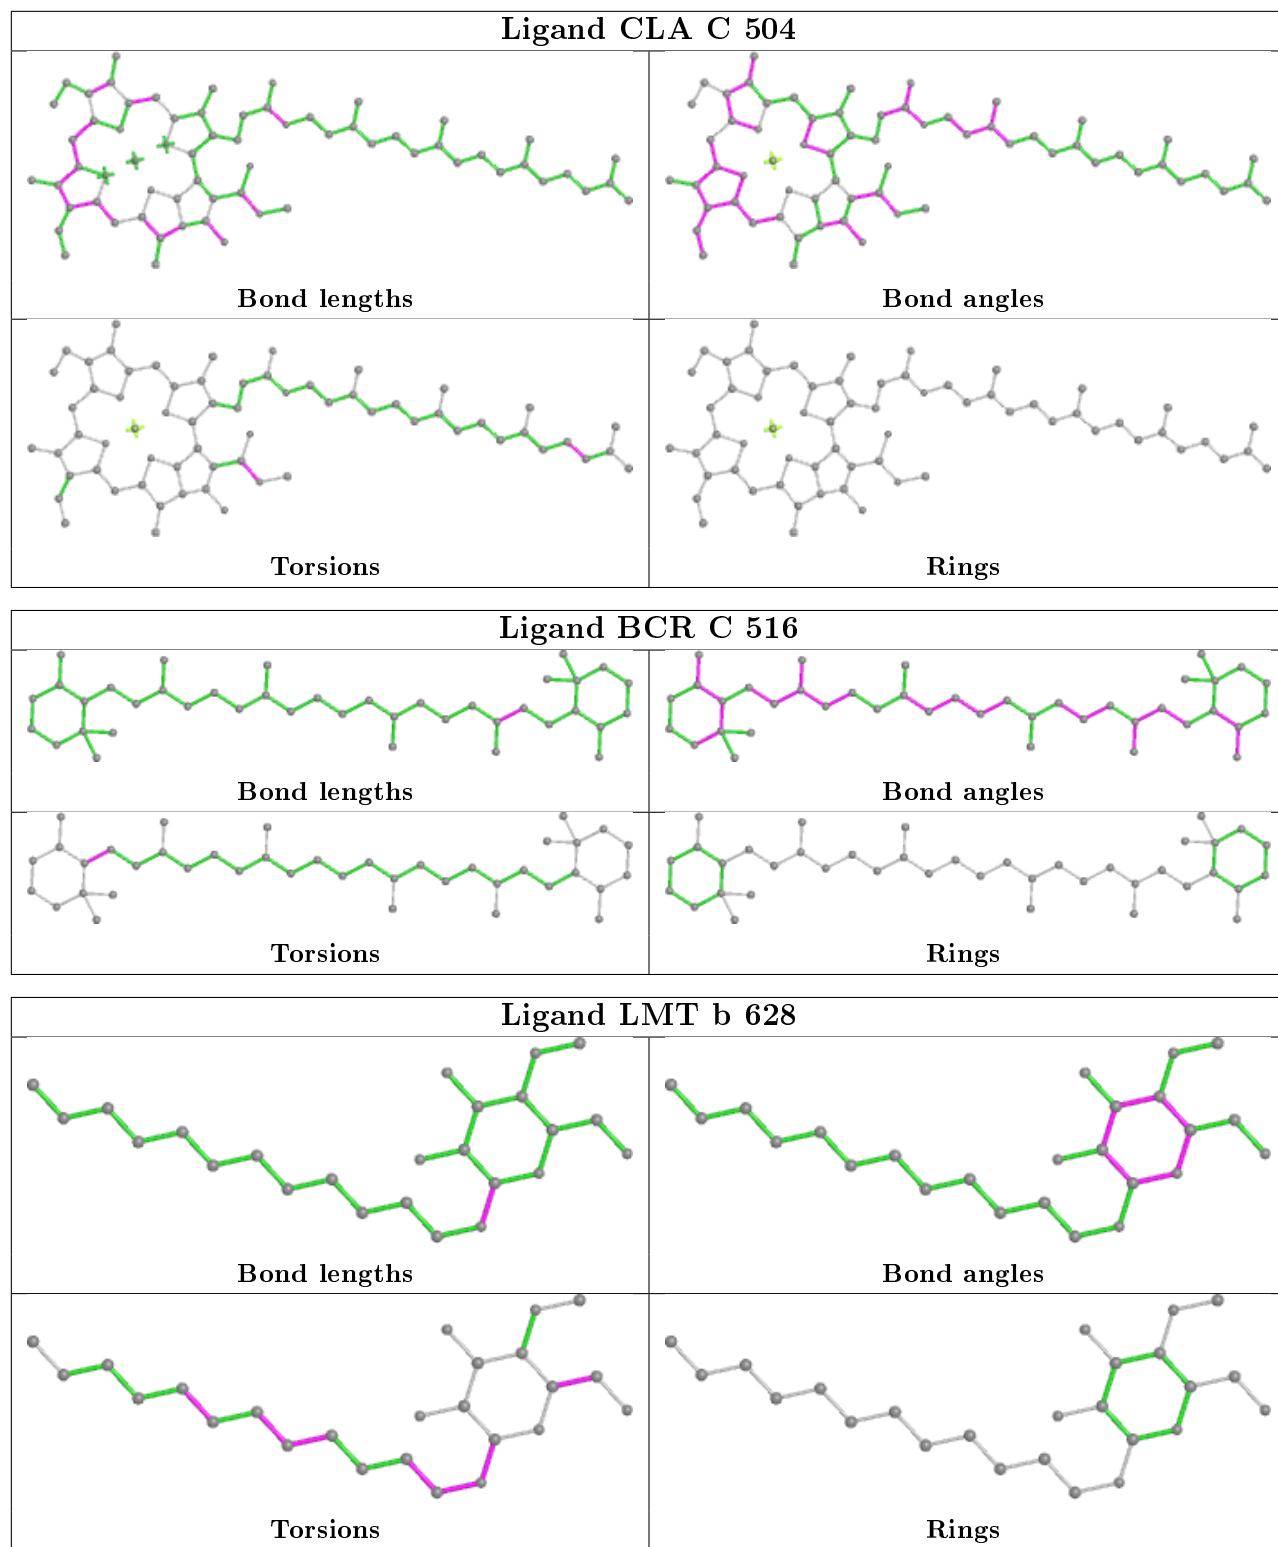 Ligand CLA C 504
Bond lengths
Bond angles
Torsions
Rings
Ligand BCR C 516
Bond lengths
Bond angles
Torsions
Rings
Ligand LMT b 628
Bond lengths
Bond angles
Torsions
Rings